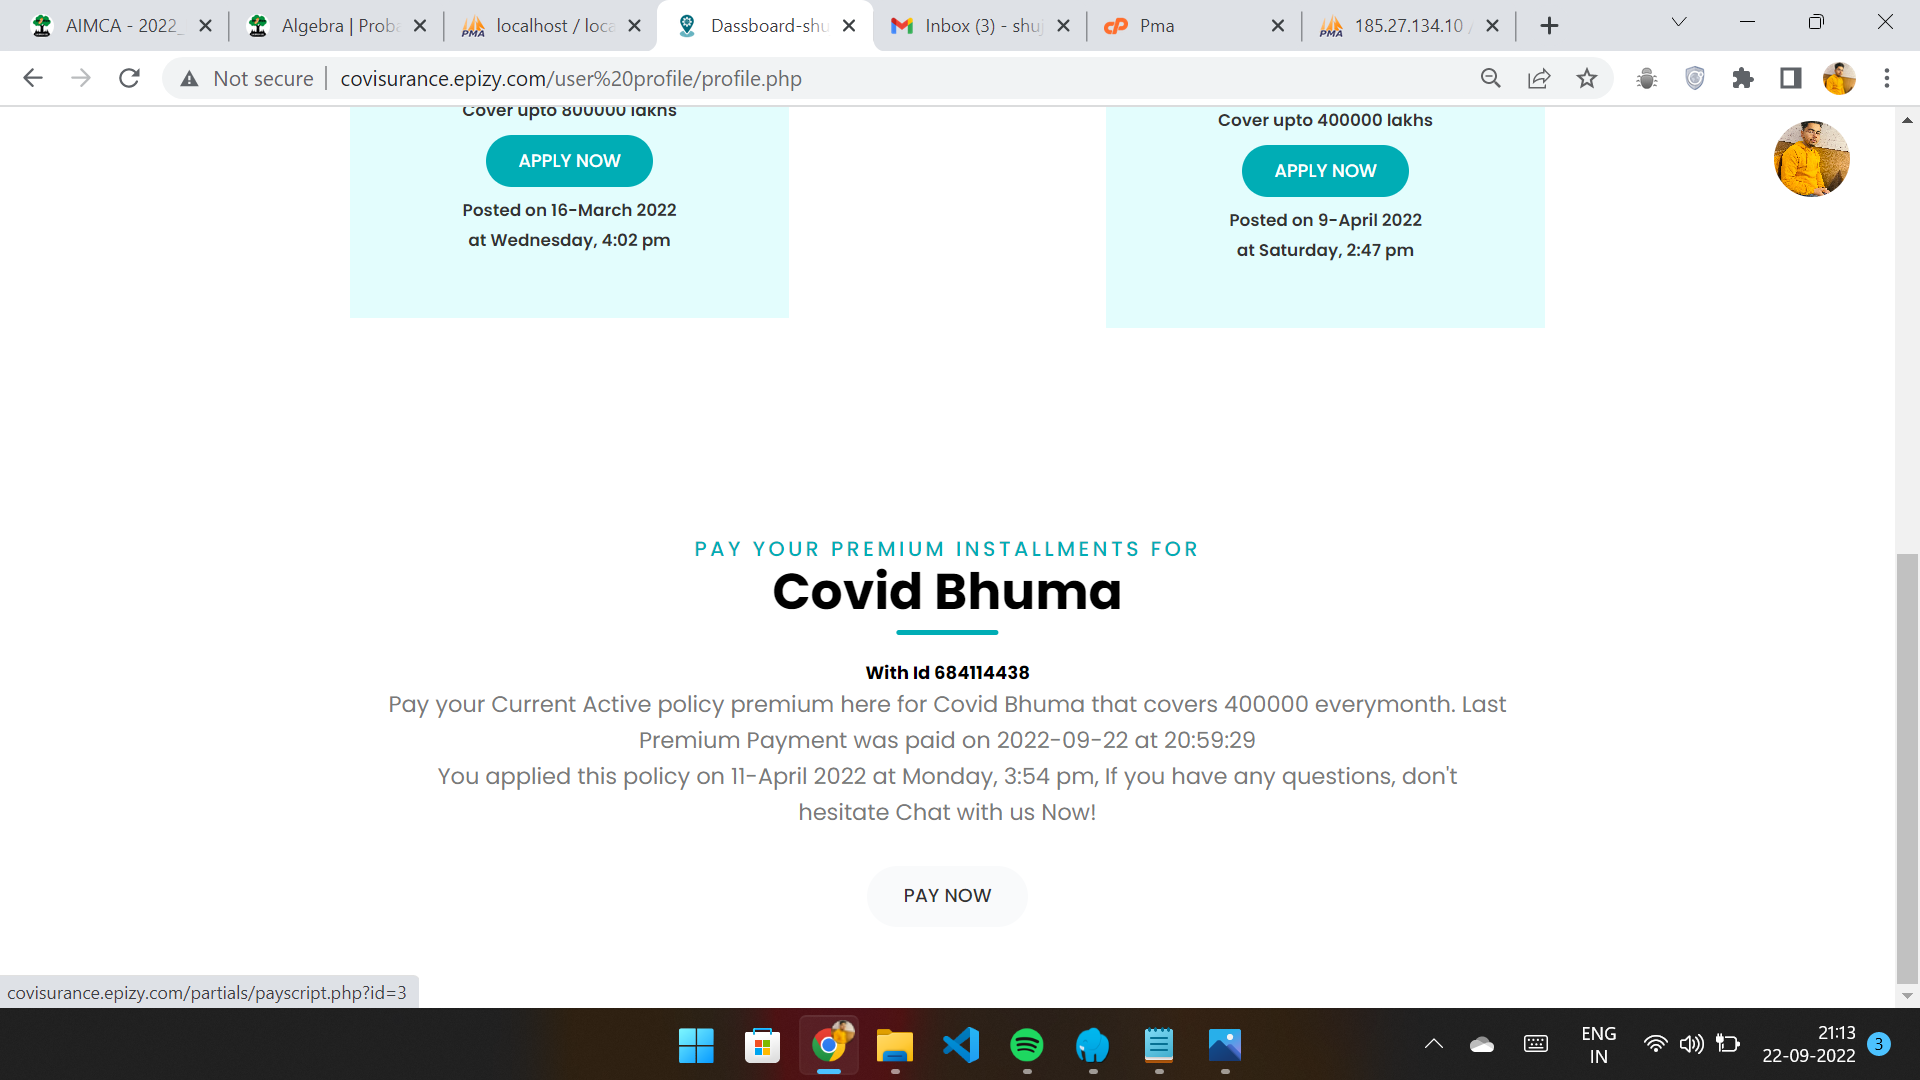 AIMCA - 2022_
Algebra | Proba
localhost / loca
Dassboard-shu
Inbox (3) - shuj
Pma
185.27.134.10 /
Not secure
covisurance.epizy.com/user%20profile/profile.php
Cover upto 800000 lakhs
APPLY NOW
Posted on 16-March 2022
at Wednesday, 4:02 pm
Cover upto 400000 lakhs
APPLY NOW
Posted on 9-April 2022
at Saturday, 2:47 pm
PAY YOUR PREMIUM INSTALLMENTS FOR
Covid Bhuma
With Id 684114438
Pay your Current Active policy premium here for Covid Bhuma that covers 400000 everymonth. Last
Premium Payment was paid on 2022-09-22 at 20:59:29
You applied this policy on 11-April 2022 at Monday, 3:54 pm, If you have any questions, don't
hesitate Chat with us Now!
PAY NOW
covisurance.epizy.com/partials/payscript.php?id=3
ENG
IN
21:13
22-09-2022
3